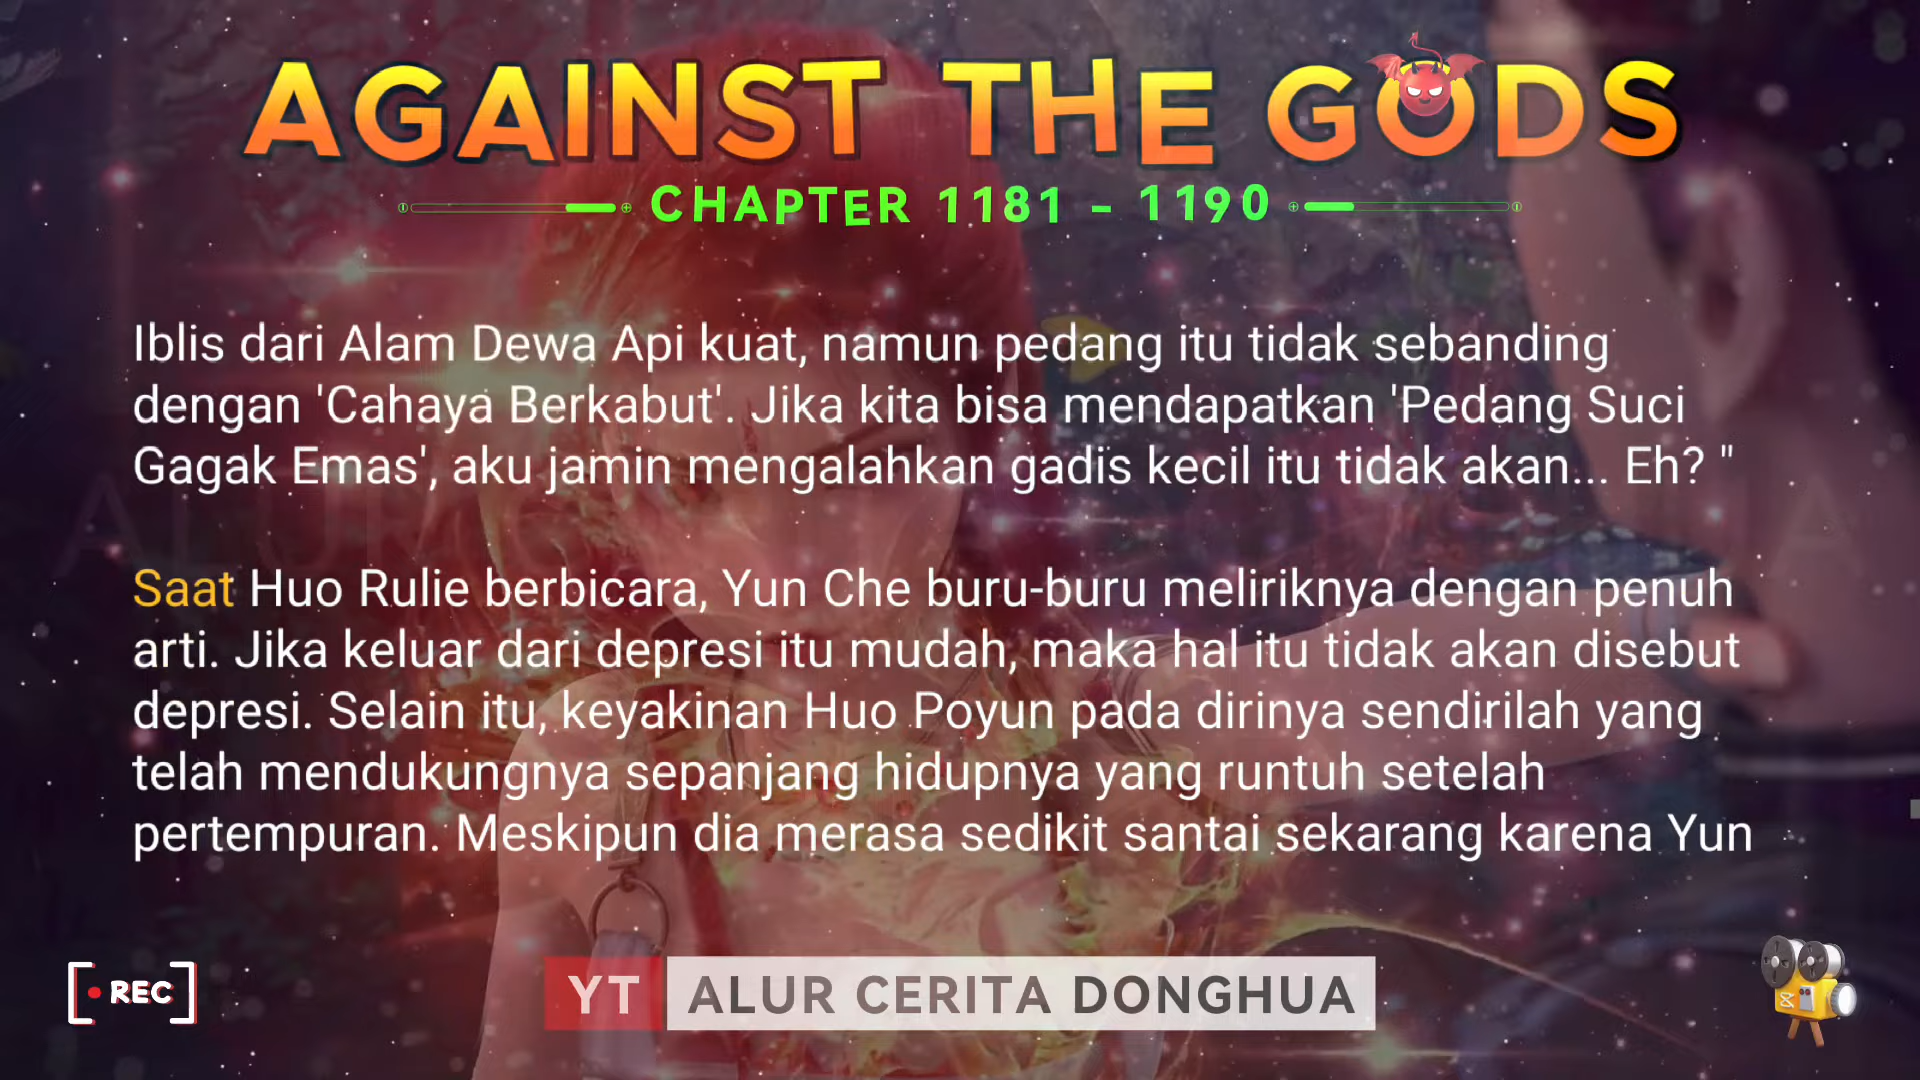 AGAINST THE GODS
CHAPTER 1181 - 1190
Iblis dari Alam Dewa Api kuat, namun pedang itu tidak sebanding
dengan 'Cahaya Berkabut'. Jika kita bisa mendapatkan 'Pedang Suci
Gagak Emas', aku jamin mengalahkan gadis kecil itu tidak akan... Eh? "
Saat Huo Rulie berbicara, Yun Che buru-buru meliriknya dengan penuh
arti. Jika keluar dari depresi itu mudah, maka hal itu tidak akan disebut
depresi. Selain itu, keyakinan Huo Poyun pada dirinya sendirilah yang
telah mendukungnya sepanjang hidupnya yang runtuh setelah
pertempuran. Meskipun dia merasa sedikit santai sekarang karena Yun
REC
YT ALUR CERITA DONGHUA